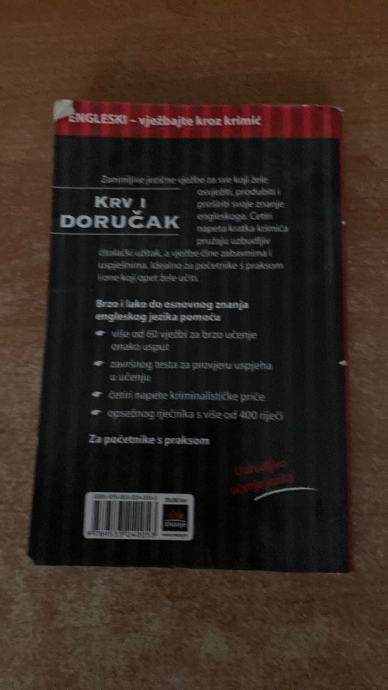 ENGLESKI – vježbajte kroz krimić
Zanimljive jezične vježbe za sve koji žele
osvježiti, produbiti i
proširiti svoje znanje
engleskoga. Četiri
napeta kratka krimića
pružaju uzbudljiv
čitalački užitak, a vježbe čine zabavnima i
uspješnima. Idealno za početnike s praksom
i one koji opet žele učiti.
KRV I
DORUČAK
Brzo i lako do osnovnog znanja
engleskog jezika pomoću
više od 60 vježbi za brzo učenje
onako usput
završnog testa za provjeru uspjeha
u učenju
četiri napete kriminalističke priče
opsežnog rječnika s više od 400 riječi
Za početnike s praksom
Uzbudljivo
znanje